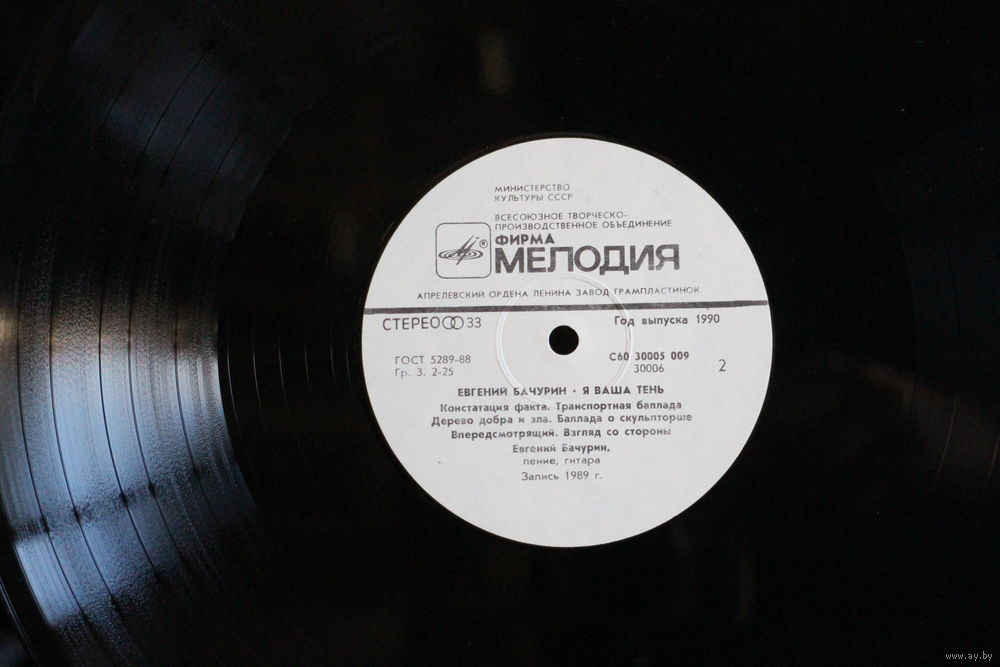 МИНИСТЕРСТВО
КУЛЬТУРЫ СССР
ВСЕСОЮЗНОЕ ТВОРЧЕСКО-
ПРОИЗВОДСТВЕННОЕ ОБЪЕДИНЕНИЕ
®
ФИРМА
МЕЛОДИЯ
АПРЕЛЕВСКИЙ ОРДЕНА ЛЕНИНА ЗАВОД ГРАМПЛАСТИНОК
СТЕРЕО 33
Год выпуска 1990
ГОСТ 5289-88
Гр. 3. 2-25
С60 30005 009
30006
2
ЕВГЕНИЙ БАЧУРИН · Я ВАША ТЕНЬ
Констатация факта. Транспортная баллада
Дерево добра и зла. Баллада о скульпторше
Впередсмотрящий. Взгляд со стороны
Евгений Бачурин,
пение, гитара
Запись 1989 г.
www.ay.by